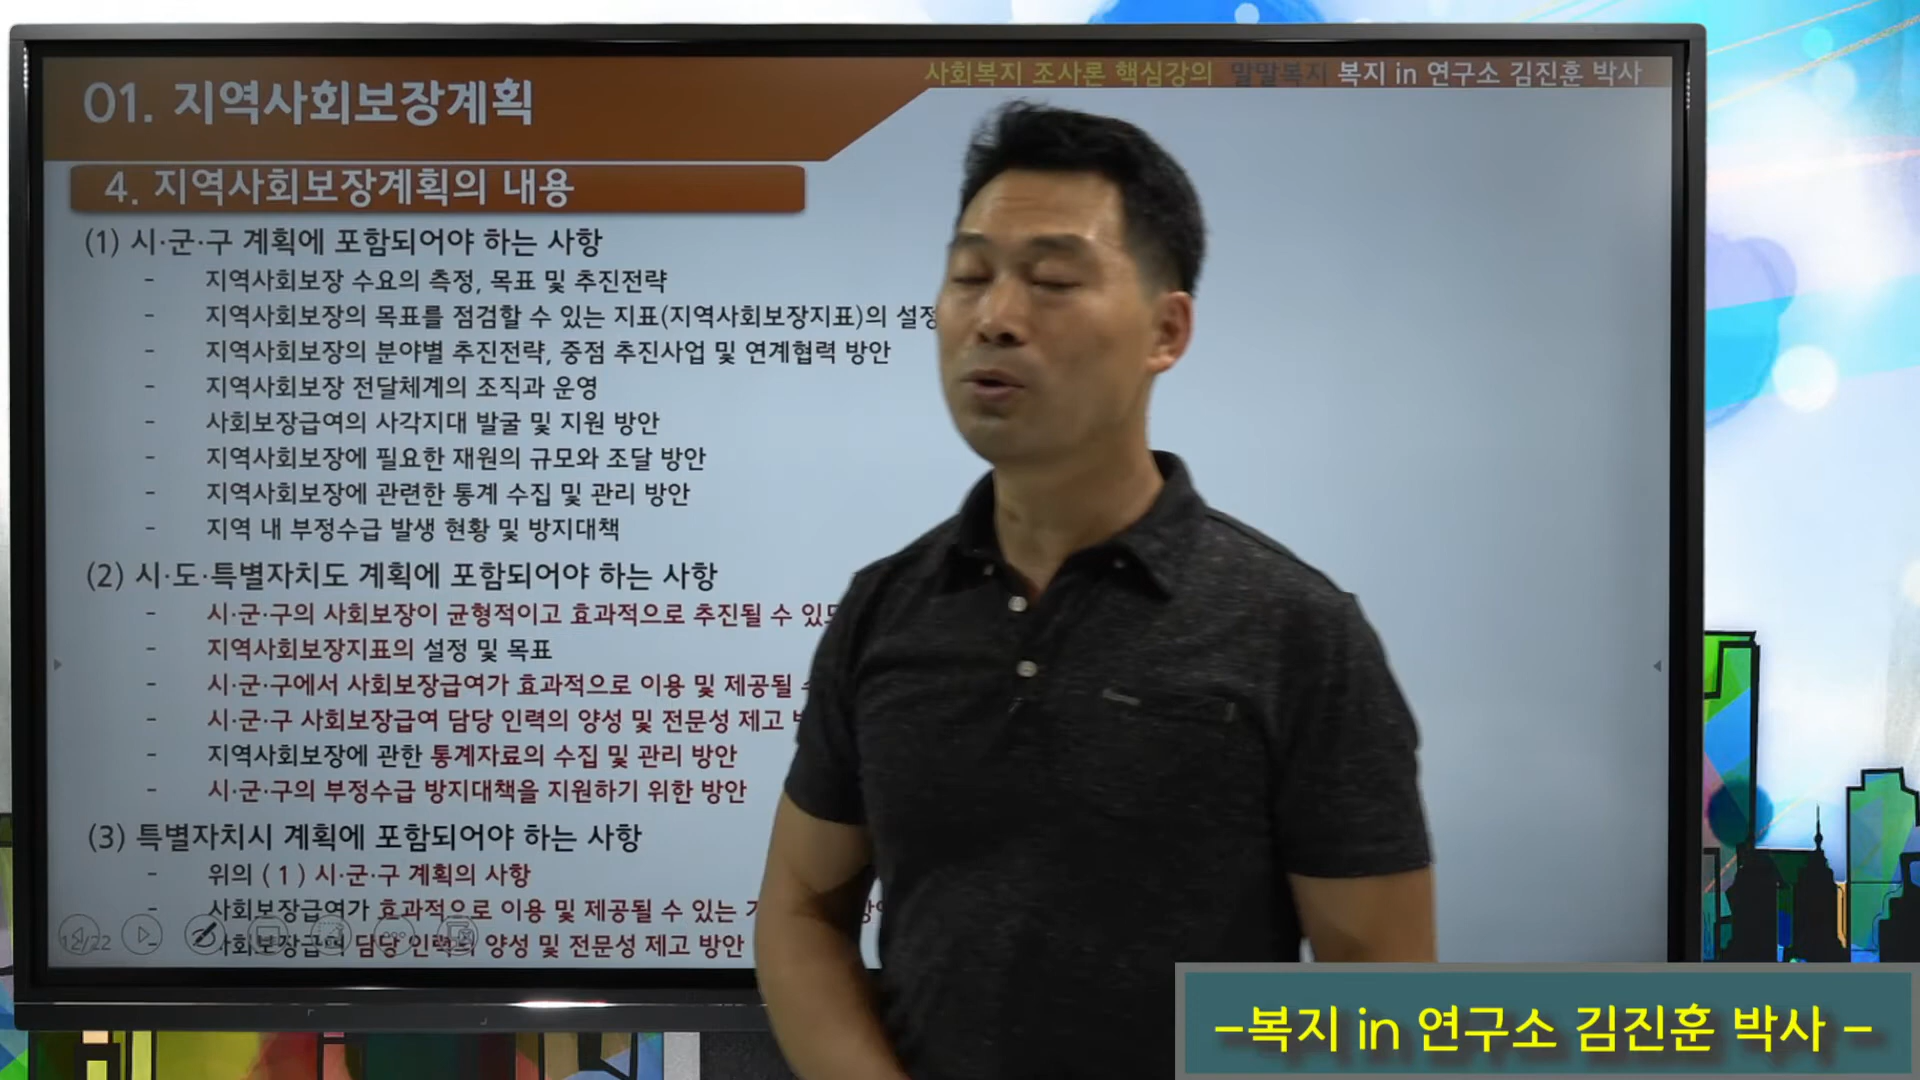 사회복지 조사론 핵심강의 말말복지 복지 in 연구소 김진훈 박사
01. 지역사회보장계획
4. 지역사회보장계획의 내용
(1) 시·군·구 계획에 포함되어야 하는 사항
- 지역사회보장 수요의 측정, 목표 및 추진전략
- 지역사회보장의 목표를 점검할 수 있는 지표(지역사회보장지표)의 설정
- 지역사회보장의 분야별 추진전략, 중점 추진사업 및 연계협력 방안
- 지역사회보장 전달체계의 조직과 운영
- 사회보장급여의 사각지대 발굴 및 지원 방안
- 지역사회보장에 필요한 재원의 규모와 조달 방안
- 지역사회보장에 관련한 통계 수집 및 관리 방안
- 지역 내 부정수급 발생 현황 및 방지대책
(2) 시·도·특별자치도 계획에 포함되어야 하는 사항
- 시·군·구의 사회보장이 균형적이고 효과적으로 추진될 수
- 지역사회보장지표의 설정 및 목표
- 시·군·구에서 사회보장급여가 효과적으로 이용 및 제공될
- 시·군·구 사회보장급여 담당 인력의 양성 및 전문성 제고
- 지역사회보장에 관한 통계자료의 수집 및 관리 방안
- 시·군·구의 부정수급 방지대책을 지원하기 위한 방안
(3) 특별자치시 계획에 포함되어야 하는 사항
- 위의 ( 1 ) 시·군·구 계획의 사항
- 사회보장급여가 효과적으로 이용 및 제공될 수 있는
- 사회보장급여 담당 인력의 양성 및 전문성 제고 방안
12/22
-복지 in 연구소 김진훈 박사 -